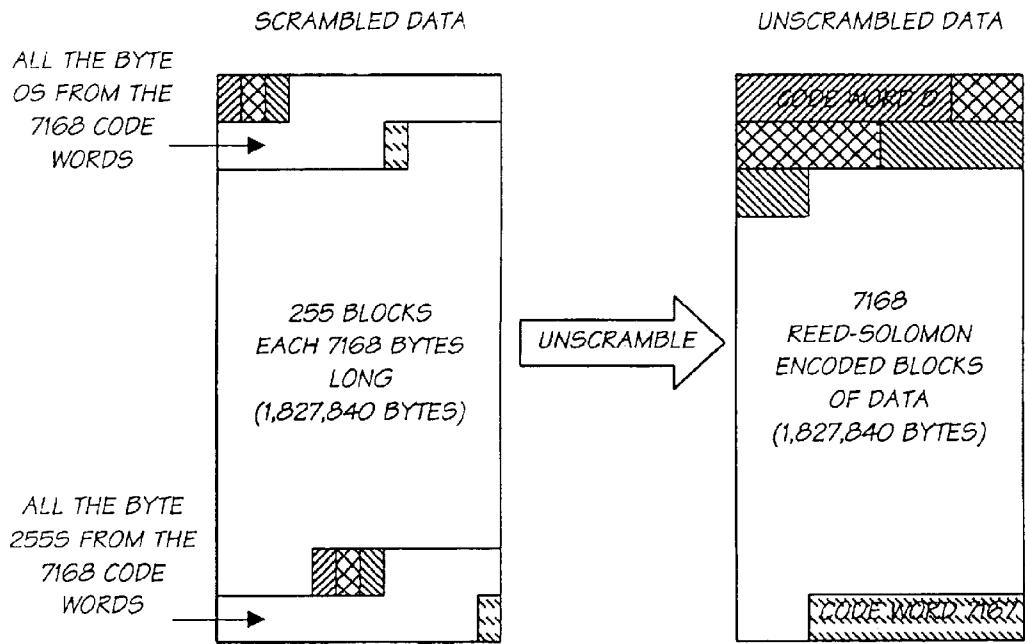 SCRAMBLED DATA
UNSCRAMBLED DATA
ALL THE BYTE
0S FROM THE
7168 CODE
WORDS
CODE WORD 0
255 BLOCKS
EACH 7168 BYTES
LONG
(1,827,840 BYTES)
UNSCRAMBLE
7168
REED-SOLOMON
ENCODED BLOCKS
OF DATA
(1,827,840 BYTES)
ALL THE BYTE
255S FROM THE
7168 CODE
WORDS
CODE WORD 7167